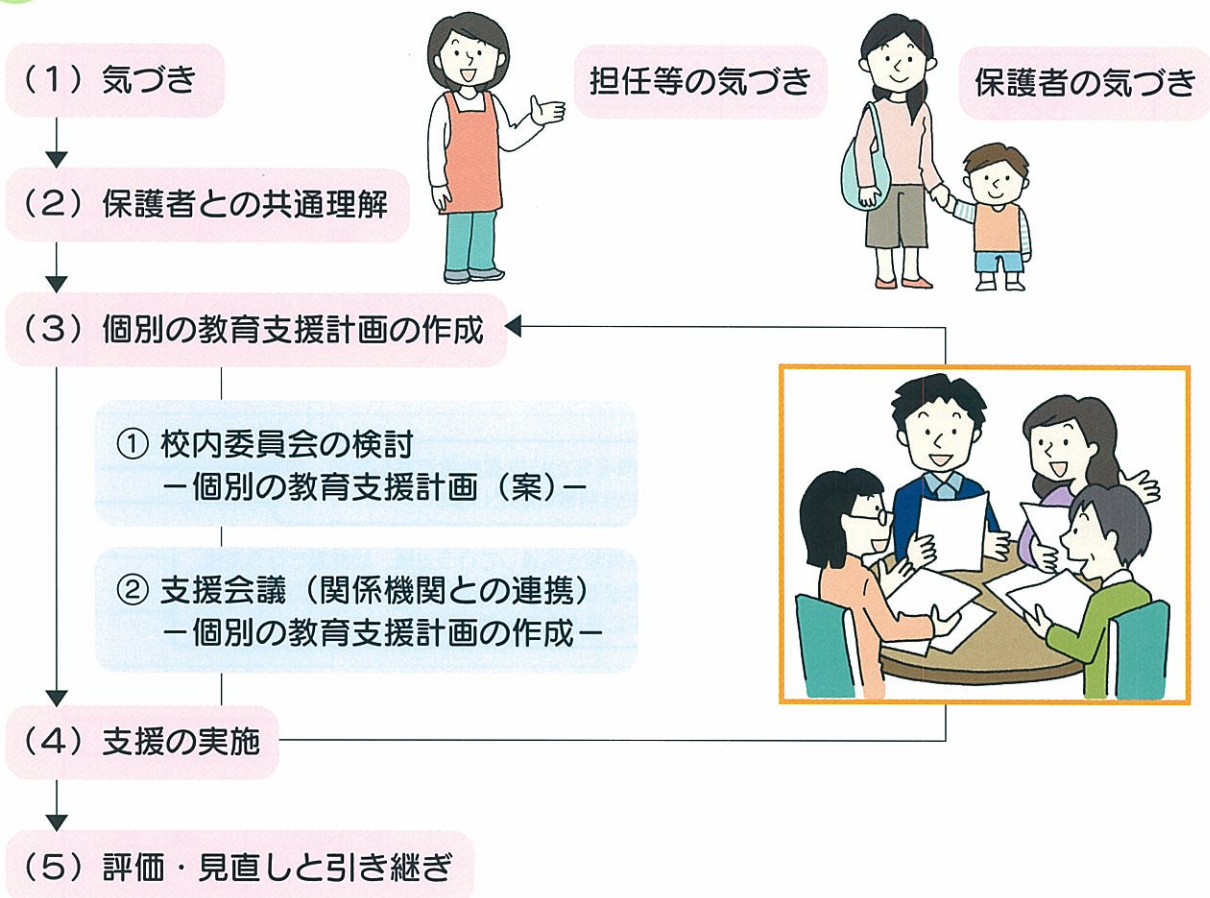 (1)気づき
担任等の気づき
保護者の気づき
(2)保護者との共通理解
(3)個別の教育支援計画の作成
① 校内委員会の検討
－個別の教育支援計画（案）－
② 支援会議（関係機関との連携）
－個別の教育支援計画の作成－
(4)支援の実施
(5)評価・見直しと引き継ぎ